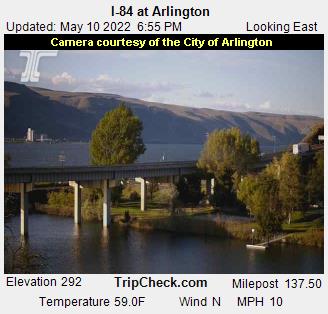 I-84 at Arlington
Updated: May 10 2022 6:55 PM Looking East
Camera courtesy of the City of Arlington
Elevation 292 TripCheck.com Milepost 137.50
Temperature 59.0F Wind N MPH 10